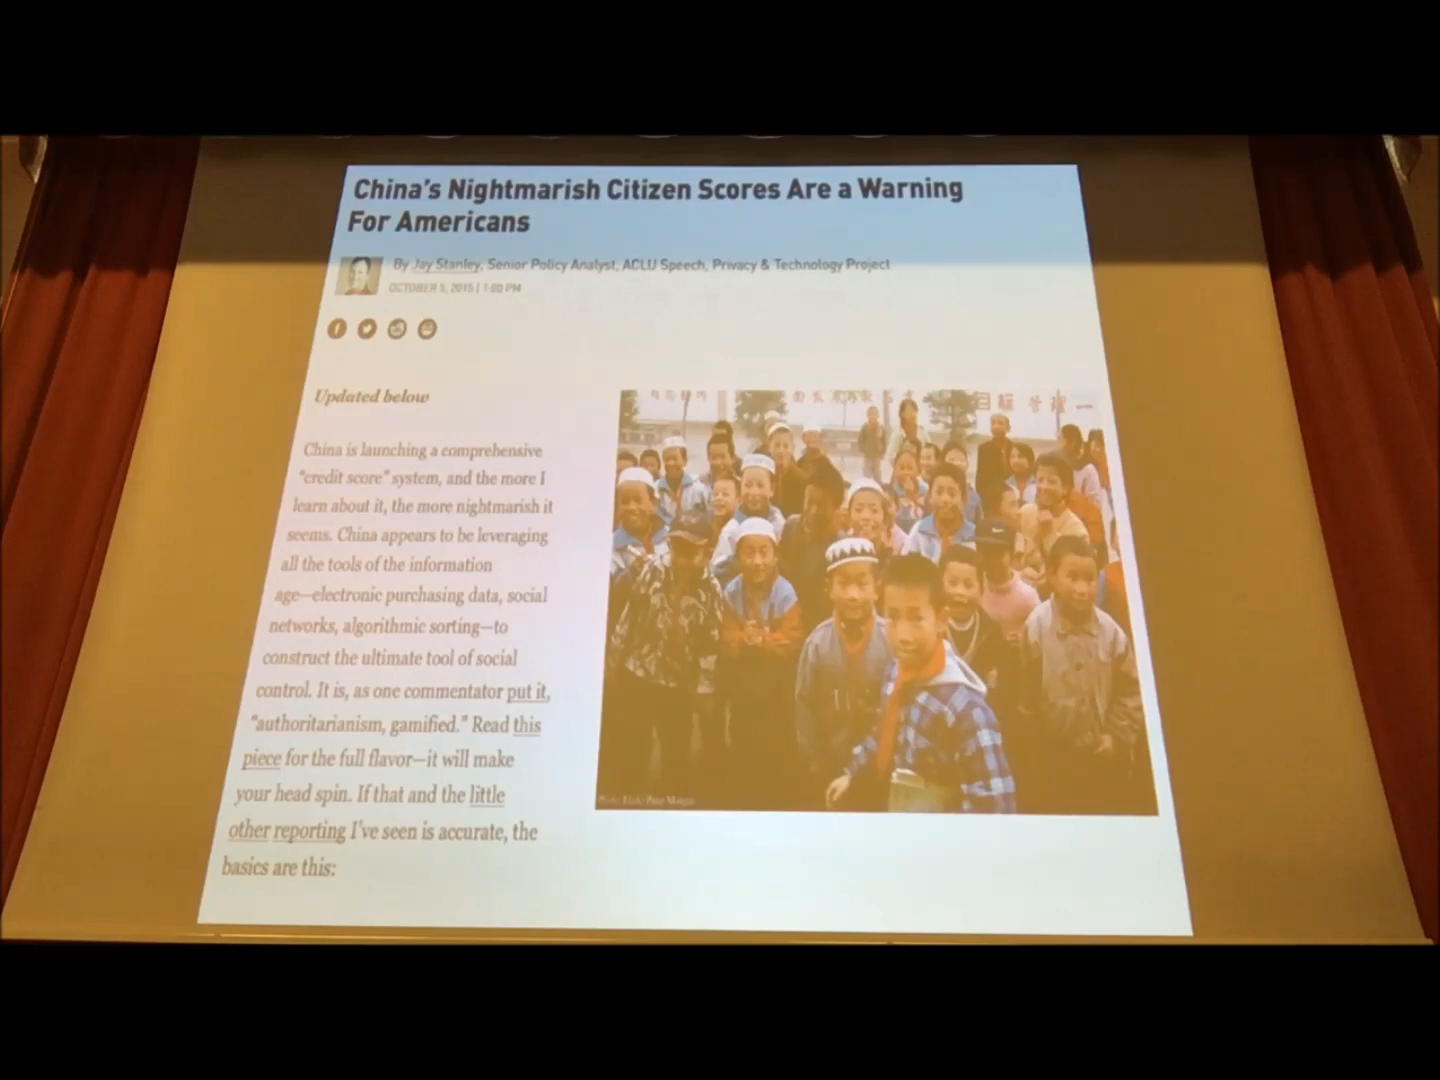 China's Nightmarish Citizen Scores Are a Warning
For Americans
By Jay Stanley, Senior Policy Analyst, ACLU Speech, Privacy & Technology Project
OCTOBER 5, 2015 | 1:00 PM
Updated below
China is launching a comprehensive
"credit score" system, and the more I
learn about it, the more nightmarish it
seems. China appears to be leveraging
all the tools of the information
age—electronic purchasing data, social
networks, algorithmic sorting—to
construct the ultimate tool of social
control. It is, as one commentator put it,
"authoritarianism, gamified." Read this
piece for the full flavor—it will make
your head spin. If that and the little
other reporting I've seen is accurate, the
basics are this:
管理